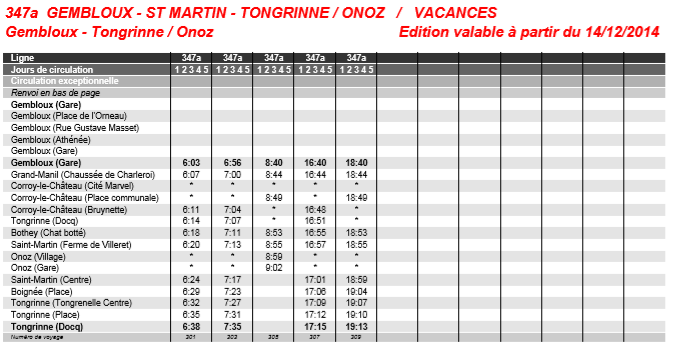 347a GEMBLOUX - ST MARTIN - TONGRINNE / ONOZ / VACANCES
Gembloux - Tongrinne / Onoz Edition valable à partir du 14/12/2014
Ligne 347a 347a 347a 347a 347a
Jours de circulation 1 2 3 4 5 1 2 3 4 5 1 2 3 4 5 1 2 3 4 5 1 2 3 4 5
Circulation exceptionnelle
Renvoi en bas de page
Gembloux (Gare)
Gembloux (Place de l'Orneau)
Gembloux (Rue Gustave Masset)
Gembloux (Athénée)
Gembloux (Gare)
Gembloux (Gare) 6:03 6:56 8:40 16:40 18:40
Grand-Manil (Chaussée de Charleroi) 6:07 7:00 8:44 16:44 18:44
Corroy-le-Château (Cité Marvel) * * * * *
Corroy-le-Château (Place communale) * * 8:49 * 18:49
Corroy-le-Château (Bruynette) 6:11 7:04 * 16:48 *
Tongrinne (Docq) 6:14 7:07 * 16:51 *
Bothey (Chat botté) 6:18 7:11 8:53 16:55 18:53
Saint-Martin (Ferme de Villeret) 6:20 7:13 8:55 16:57 18:55
Onoz (Village) * * 8:59 * *
Onoz (Gare) * * 9:02 * *
Saint-Martin (Centre) 6:24 7:17 17:01 18:59
Boignée (Place) 6:29 7:23 17:06 19:04
Tongrinne (Tongrenelle Centre) 6:32 7:27 17:09 19:07
Tongrinne (Place) 6:35 7:31 17:12 19:10
Tongrinne (Docq) 6:38 7:35 17:15 19:13
Numéro de voyage 301 303 305 307 309